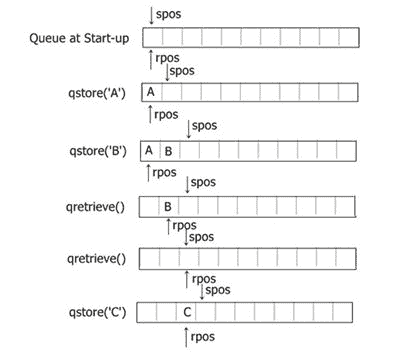 spos
Queue at Start-up
rpos
spos
qstore('A') A
rpos
spos
qstore('B') A B
rpos
spos
qretrieve() B
rpos
spos
qretrieve()
rpos
spos
qstore('C') C
rpos